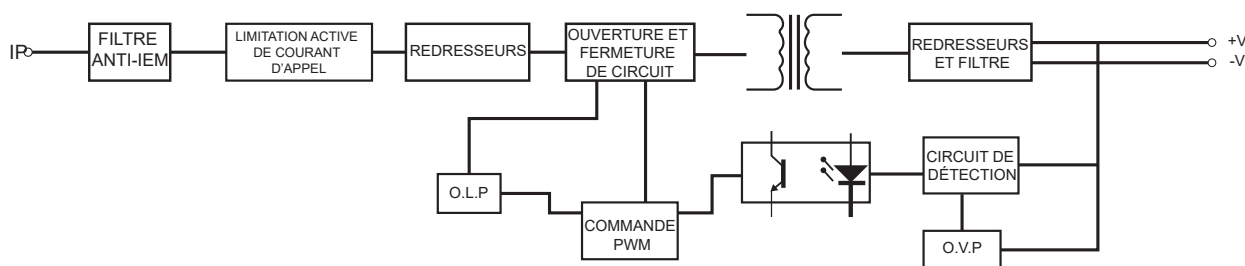 IP
FILTRE
ANTI-IEM
LIMITATION ACTIVE
DE COURANT
D'APPEL
REDRESSEURS
OUVERTURE ET
FERMETURE
DE CIRCUIT
REDRESSEURS
ET FILTRE
+V
-V
O.L.P
COMMANDE
PWM
CIRCUIT DE
DÉTECTION
O.V.P